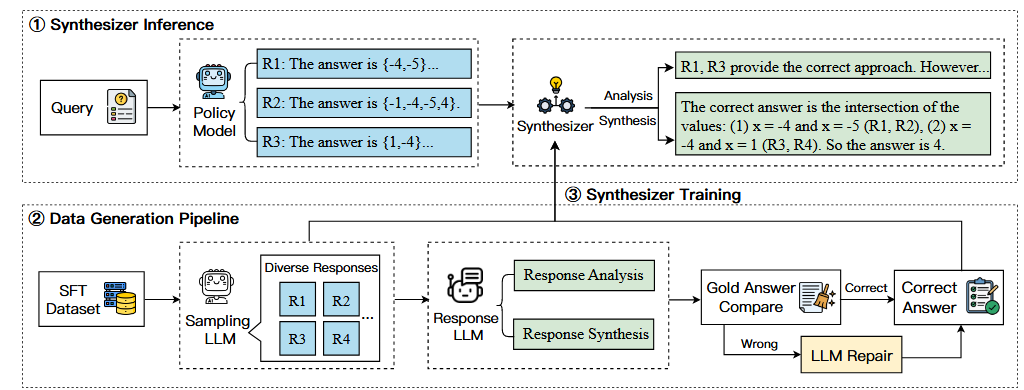 ① Synthesizer Inference
Query
Policy
Model
R1: The answer is {-4,-5}...
R2: The answer is {-1,-4,-5,4}.
R3: The answer is {1,-4}...
Synthesizer
Analysis
Synthesis
R1, R3 provide the correct approach. However...
The correct answer is the intersection of the
values: (1) x = -4 and x = -5 (R1, R2), (2) x =
-4 and x = 1 (R3, R4). So the answer is 4.
③ Synthesizer Training
② Data Generation Pipeline
SFT
Dataset
Sampling
LLM
Diverse Responses
R1 R2
...
R3 R4
Response
LLM
Response Analysis
Response Synthesis
Gold Answer
Compare
Correct
Wrong
LLM Repair
Correct
Answer